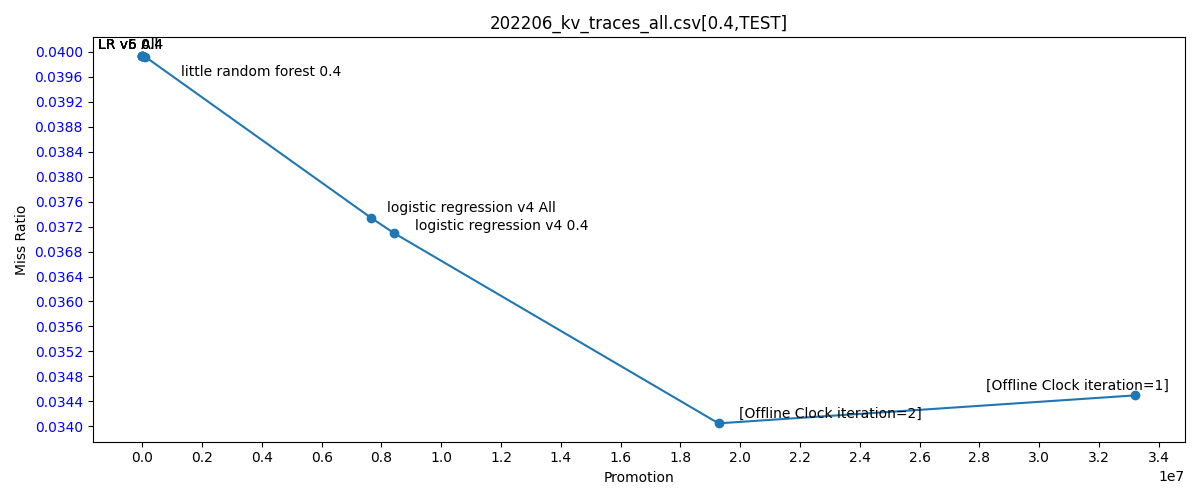 202206_kv_traces_all.csv[0.4,TEST]
little random forest 0.4
logistic regression v4 All
logistic regression v4 0.4
[Offline Clock iteration=1]
[Offline Clock iteration=2]
Miss Ratio
0.0400
0.0396
0.0392
0.0388
0.0384
0.0380
0.0376
0.0372
0.0368
0.0364
0.0360
0.0356
0.0352
0.0348
0.0344
0.0340
0.0 0.2 0.4 0.6 0.8 1.0 1.2 1.4 1.6 1.8 2.0 2.2 2.4 2.6 2.8 3.0 3.2 3.4
1e7
Promotion